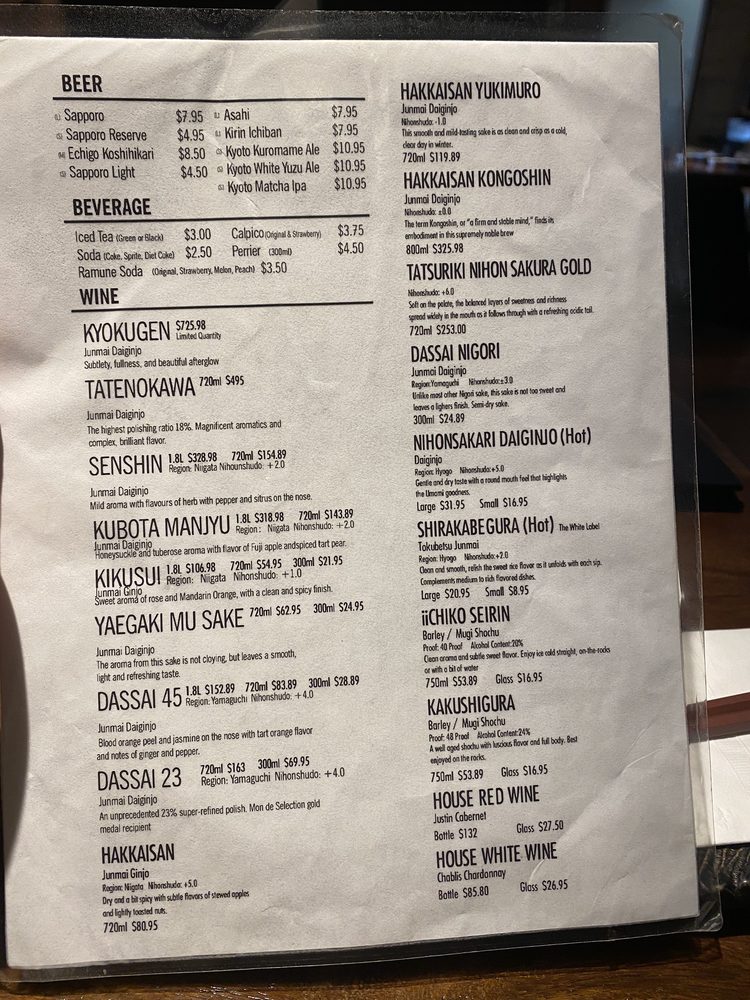 BEER
Sapporo $7.95 Asahi $7.95
Sapporo Reserve $4.95 Kirin Ichiban $7.95
Echigo Koshihikari $8.50 Kyoto Kuromame Ale $10.95
Sapporo Light $4.50 Kyoto White Yuzu Ale $10.95
Kyoto Matcha Ipa $10.95
BEVERAGE
Iced Tea (Green or Black) $3.00 Calpico (Original & Strawberry) $3.75
Soda (Coke, Sprite, Diet Coke) $2.50 Perrier (300ml) $4.50
Ramune Soda (Original, Strawberry, Melon, Peach) $3.50
WINE
KYOKUGEN $725.98
Limited Quantity
Junmai Daiginjo
Subtlety, fullness, and beautiful afterglow
TATENOKAWA 720ml $495
Junmai Daiginjo
The highest polishing ratio 18%. Magnificent aromatics and
complex, brilliant flavor.
SENSHIN 1.8L $328.98 720ml $154.89
Region: Niigata Nihounshudo: +2.0
Junmai Daiginjo
Mild aroma with flavours of herb with pepper and sitrus on the nose.
KUBOTA MANJYU 1.8L $318.98 720ml $143.89
Region: Niigata Nihonshudo: +2.0
Junmai Daiginjo
Honeysuckle and tuberose aroma with flavor of Fuji apple andspiced tart pear.
KIKUSUI 1.8L $106.98 720ml $54.95 300ml $21.95
Region: Niigata Nihonshudo: +1.0
Junmai Ginjo
Sweet aroma of rose and Mandarin Orange, with a clean and spicy finish.
YAEGAKI MU SAKE 720ml $62.95 300ml $24.95
Junmai Daiginjo
The aroma from this sake is not cloying, but leaves a smooth,
light and refreshing taste.
DASSAI 45 1.8L $152.89 720ml $83.89 300ml $28.89
Region: Yamaguchi Nihonshudo: +4.0
Junmai Daiginjo
Blood orange peel and jasmine on the nose with tart orange flavor
and notes of ginger and pepper.
DASSAI 23 720ml $163 300ml $69.95
Region: Yamaguchi Nihonshudo: +4.0
Junmai Daiginjo
An unprecedented 23% super-refined polish. Mon de Selection gold
medal recipient
HAKKAISAN
Junmai Ginjo
Region: Niigata Nihonshudo: +5.0
Dry and a bit spicy with subtle flavors of stewed apples
and lightly toasted nuts.
720ml $80.95
HAKKAISAN YUKIMURO
Junmai Daiginjo
Nihonshudo: -1.0
This smooth and mild-tasting sake is as clean and crisp as a cold,
clear day in winter.
720ml $119.89
HAKKAISAN KONGOSHIN
Junmai Daiginjo
Nihonshudo: ±0.0
The term Kongoshin, or "a firm and stable mind," finds its
embodiment in this supremely noble brew
800ml $325.98
TATSURIKI NIHON SAKURA GOLD
Nihonshudo: +6.0
Soft on the palate, the balanced layers of sweetness and richness
spread widely in the mouth as it follows through with a refreshing acidic tail.
720ml $253.00
DASSAI NIGORI
Junmai Daiginjo
Region:Yamaguchi Nihonshudo:±3.0
Unlike most other Nigori sake, this sake is not too sweet and
leaves a lighers finish. Semi-dry sake.
300ml $24.89
NIHONSAKARI DAIGINJO (Hot)
Daiginjo
Region: Hyogo Nihonshudo:+5.0
Gentle and dry taste with a round mouth feel that highlights
the Umami goodness.
Large $31.95 Small $16.95
SHIRAKABEGURA (Hot) The White Label
Tokubetsu Junmai
Region: Hyogo Nihonshudo:+2.0
Clean and smooth, relish the sweet rice flavor as it unfolds with each sip.
Complements medium to rich flavored dishes.
Large $20.95 Small $8.95
iiCHIKO SEIRIN
Barley / Mugi Shochu
Proof: 40 Proof Alcohol Content:20%
Clean aroma and subtle sweet flavor. Enjoy ice cold straight, on-the-rocks
or with a bit of water
750ml $53.89 Glass $16.95
KAKUSHIGURA
Barley / Mugi Shochu
Proof: 48 Proof Alcohol Content:24%
A well aged shochu with luscious flavor and full body. Best
enjoyed on the rocks.
750ml $53.89 Glass $16.95
HOUSE RED WINE
Justin Cabernet
Bottle $132 Glass $27.50
HOUSE WHITE WINE
Chablis Chardonnay
Bottle $85.80 Glass $26.95